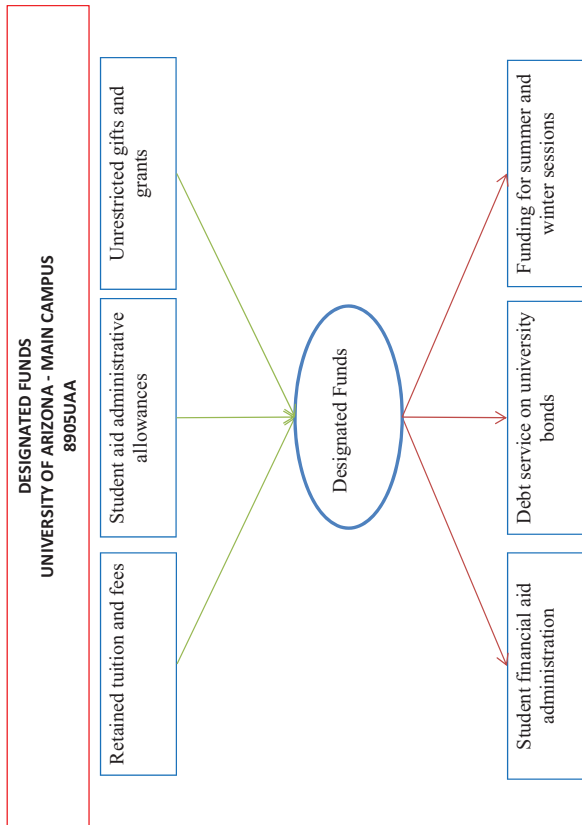 DESIGNATED FUNDS
UNIVERSITY OF ARIZONA - MAIN CAMPUS
8905UAA
Retained tuition and fees
Student aid administrative
allowances
Unrestricted gifts and
grants
Designated Funds
Student financial aid
administration
Debt service on university
bonds
Funding for summer and
winter sessions